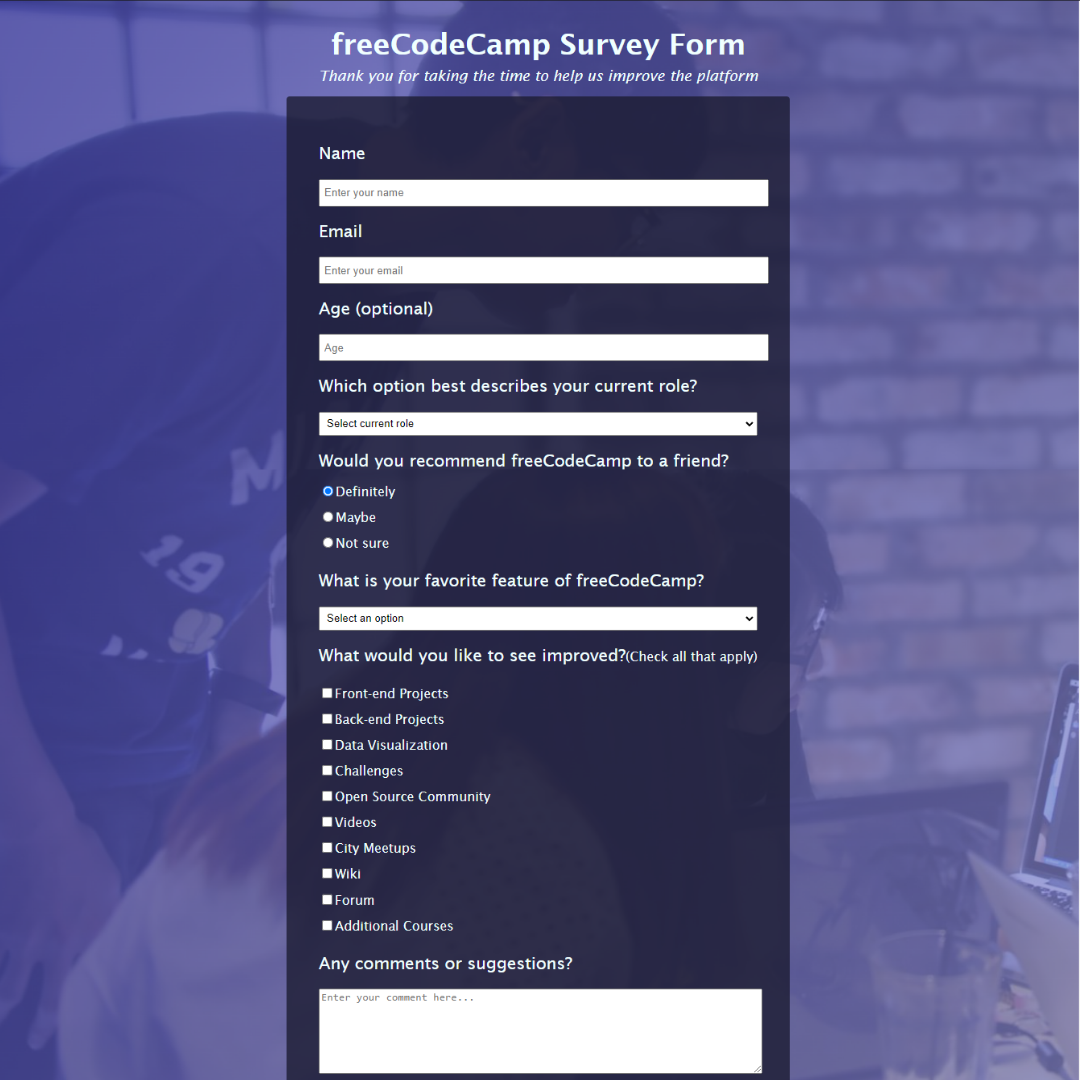 freeCodeCamp Survey Form
Thank you for taking the time to help us improve the platform
Name
Enter your name
Email
Enter your email
Age (optional)
Age
Which option best describes your current role?
Select current role
Would you recommend freeCodeCamp to a friend?
Definitely
Maybe
Not sure
What is your favorite feature of freeCodeCamp?
Select an option
What would you like to see improved?(Check all that apply)
Front-end Projects
Back-end Projects
Data Visualization
Challenges
Open Source Community
Videos
City Meetups
Wiki
Forum
Additional Courses
Any comments or suggestions?
Enter your comment here...
M
19